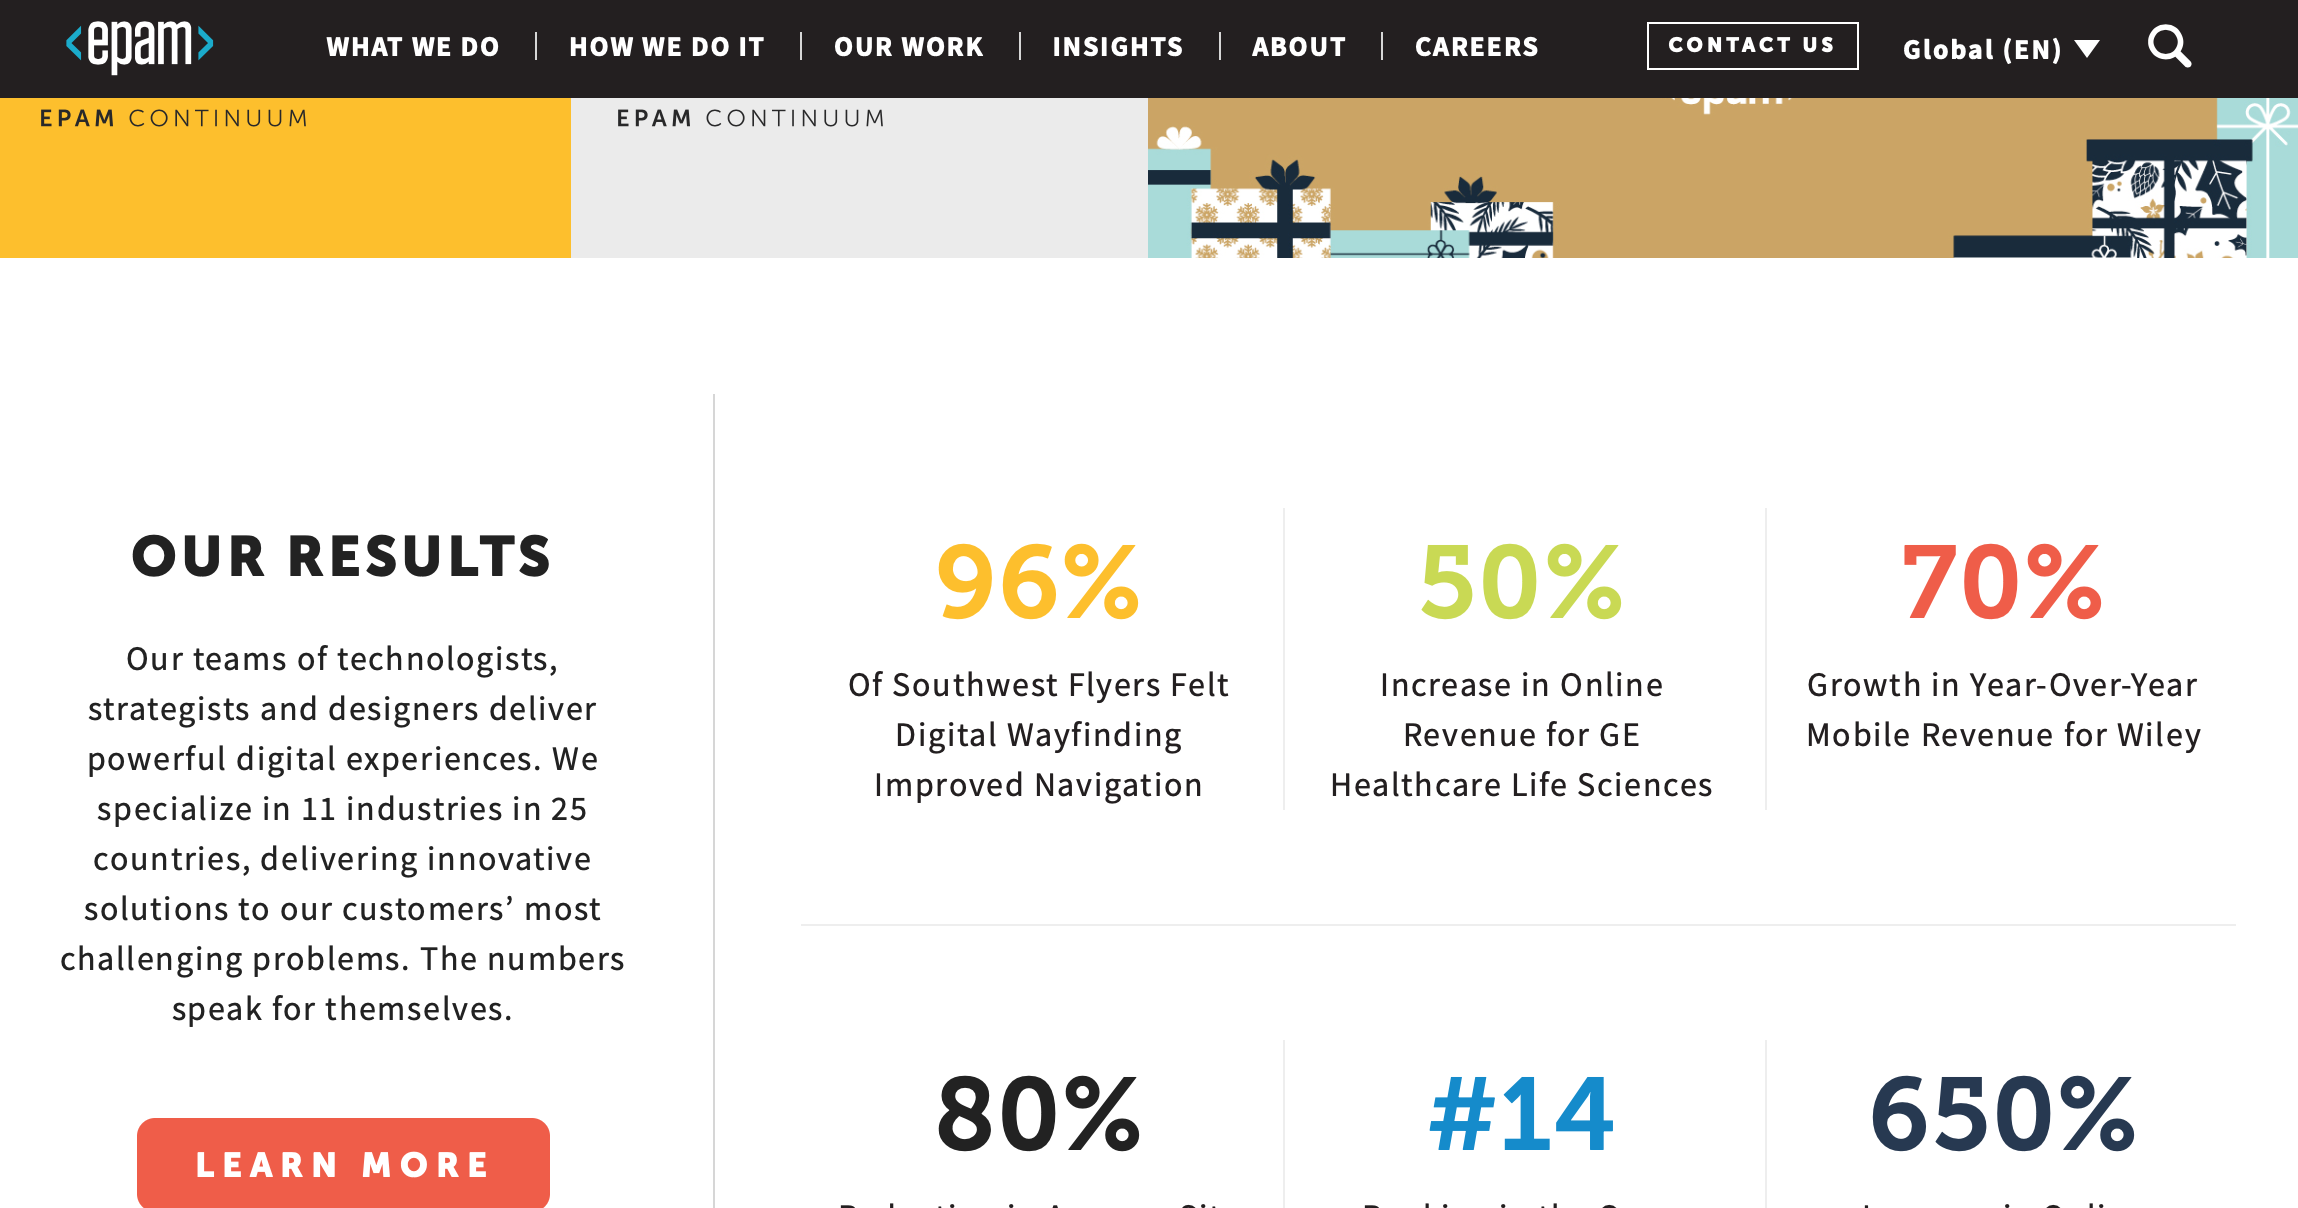 <epam>
WHAT WE DO
HOW WE DO IT
OUR WORK
INSIGHTS
ABOUT
CAREERS
CONTACT US
Global (EN)
EPAM CONTINUUM
EPAM CONTINUUM
OUR RESULTS
Our teams of technologists,
strategists and designers deliver
powerful digital experiences. We
specialize in 11 industries in 25
countries, delivering innovative
solutions to our customers’ most
challenging problems. The numbers
speak for themselves.
LEARN MORE
96%
Of Southwest Flyers Felt
Digital Wayfinding
Improved Navigation
50%
Increase in Online
Revenue for GE
Healthcare Life Sciences
70%
Growth in Year-Over-Year
Mobile Revenue for Wiley
80%
#14
650%